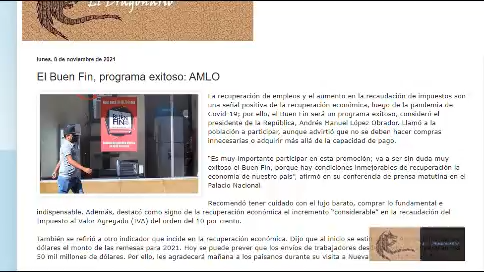 El Dragonario
lunes, 8 de noviembre de 2021
El Buen Fin, programa exitoso: AMLO
La recuperación de empleos y el aumento en la recaudación de impuestos son
una señal positiva de la recuperación económica, luego de la pandemia de
Covid 19; por ello, el Buen Fin será un programa exitoso, consideró el
presidente de la República, Andrés Manuel López Obrador. Llamó a la
población a participar, aunque advirtió que no se deben hacer compras
innecesarias o adquirir más allá de la capacidad de pago.
"Es muy importante participar en esta promoción; va a ser sin duda muy
exitoso el Buen Fin, porque hay condiciones inmejorables de recuperación de la
economía de nuestro país", afirmó en su conferencia de prensa matutina en el
Palacio Nacional.
Recomendó tener cuidado con el lujo barato, comprar lo fundamental e
indispensable. Además, destacó como signo de la recuperación económica el incremento "considerable" en la recaudación del
Impuesto al Valor Agregado (IVA) del orden del 10 por ciento.
También se refirió a otro indicador que incide en la recuperación económica. Dijo que al inicio se esti
dólares el monto de las remesas para 2021. Hoy se puede prever que los envíos de trabajadores des
50 mil millones de dólares. Por ello, les agradecerá mañana a los paisanos durante su visita a Nueva